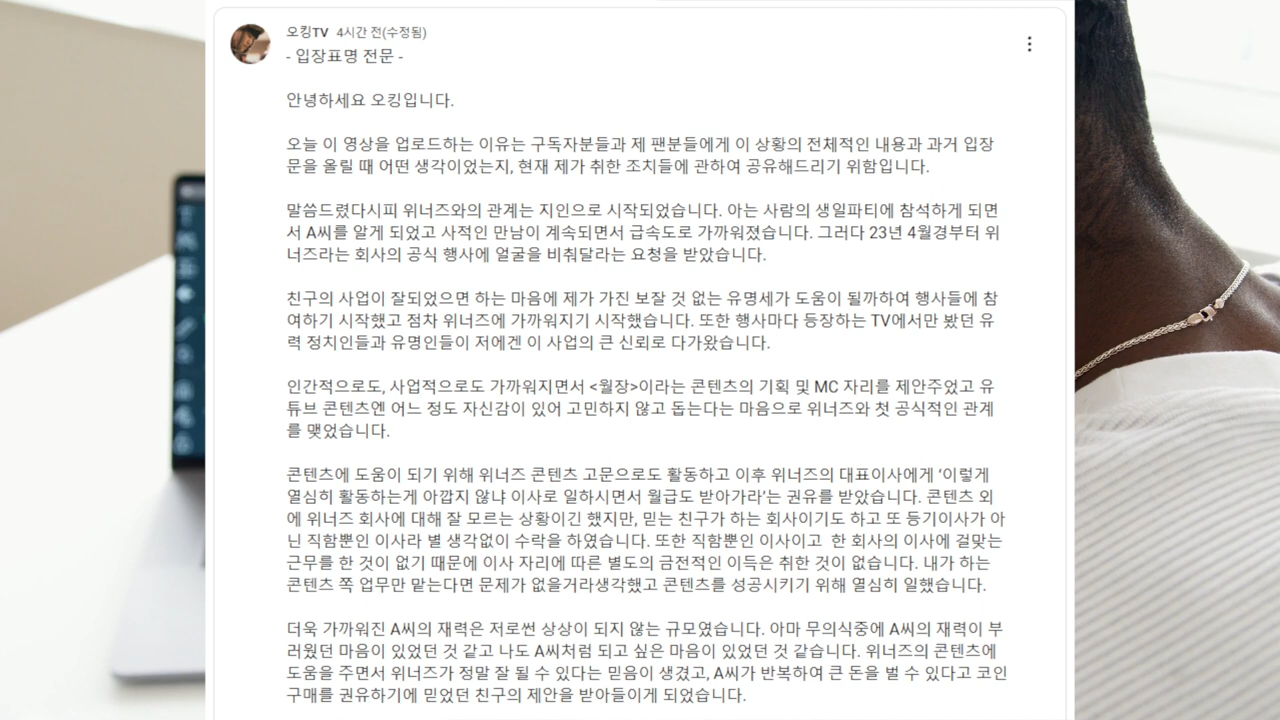 오킹TV 4시간 전(수정됨)
- 입장표명 전문 -
안녕하세요 오킹입니다.
오늘 이 영상을 업로드하는 이유는 구독자분들과 제 팬분들에게 이 상황의 전체적인 내용과 과거 입장
문을 올릴 때 어떤 생각이었는지, 현재 제가 취한 조치들에 관하여 공유해드리기 위함입니다.
말씀드렸다시피 위너즈와의 관계는 지인으로 시작되었습니다. 아는 사람의 생일파티에 참석하게 되면
서 A씨를 알게 되었고 사적인 만남이 계속되면서 급속도로 가까워졌습니다. 그러다 23년 4월경부터 위
너즈라는 회사의 공식 행사에 얼굴을 비춰달라는 요청을 받았습니다.
친구의 사업이 잘되었으면 하는 마음에 제가 가진 보잘 것 없는 유명세가 도움이 될까하여 행사들에 참
여하기 시작했고 점차 위너즈에 가까워지기 시작했습니다. 또한 행사마다 등장하는 TV에서만 봤던 유
력 정치인들과 유명인들이 저에겐 이 사업의 큰 신뢰로 다가왔습니다.
인간적으로도, 사업적으로도 가까워지면서 <월장>이라는 콘텐츠의 기획 및 MC 자리를 제안주었고 유
튜브 콘텐츠엔 어느 정도 자신감이 있어 고민하지 않고 돕는다는 마음으로 위너즈와 첫 공식적인 관계
를 맺었습니다.
콘텐츠에 도움이 되기 위해 위너즈 콘텐츠 고문으로도 활동하고 이후 위너즈의 대표이사에게 ‘이렇게
열심히 활동하는게 아깝지 않냐 이사로 일하시면서 월급도 받아가라’는 권유를 받았습니다. 콘텐츠 외
에 위너즈 회사에 대해 잘 모르는 상황이긴 했지만, 믿는 친구가 하는 회사이기도 하고 또 등기이사가 아
닌 직함뿐인 이사라 별 생각없이 수락을 하였습니다. 또한 직함뿐인 이사이고 한 회사의 이사에 걸맞는
근무를 한 것이 없기 때문에 이사 자리에 따른 별도의 금전적인 이득은 취한 것이 없습니다. 내가 하는
콘텐츠 쪽 업무만 맡는다면 문제가 없을거라생각했고 콘텐츠를 성공시키기 위해 열심히 일했습니다.
더욱 가까워진 A씨의 재력은 저로썬 상상이 되지 않는 규모였습니다. 아마 무의식중에 A씨의 재력이 부
러웠던 마음이 있었던 것 같고 나도 A씨처럼 되고 싶은 마음이 있었던 것 같습니다. 위너즈의 콘텐츠에
도움을 주면서 위너즈가 정말 잘 될 수 있다는 믿음이 생겼고, A씨가 반복하여 큰 돈을 벌 수 있다고 코인
구매를 권유하기에 믿었던 친구의 제안을 받아들이게 되었습니다.